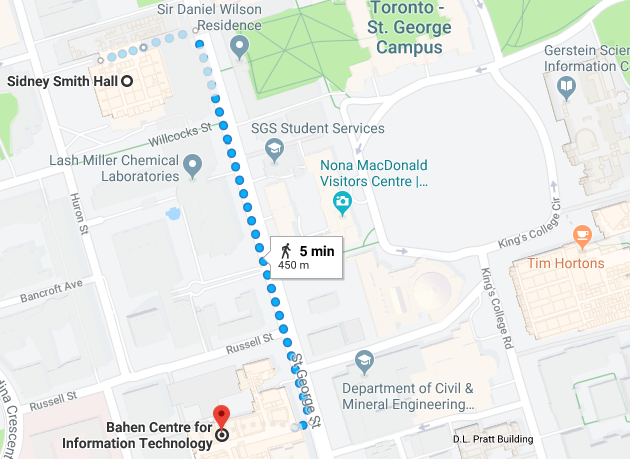 Sir Daniel Wilson
Residence
Toronto -
St. George
Campus
Gerstein Scien
Information C
Sidney Smith Hall
Willcocks St
SGS Student Services
Lash Miller Chemical
Laboratories
Nona MacDonald
Visitors Centre |...
Huron St
King's College Cir
5 min
450 m
Tim Hortons
Bancroft Ave
King's College Rd
Russell St
St George St
Department of Civil &
Mineral Engineering...
Russell St
dina Crescent
Bahen Centre for
Information Technology
D.L. Pratt Building